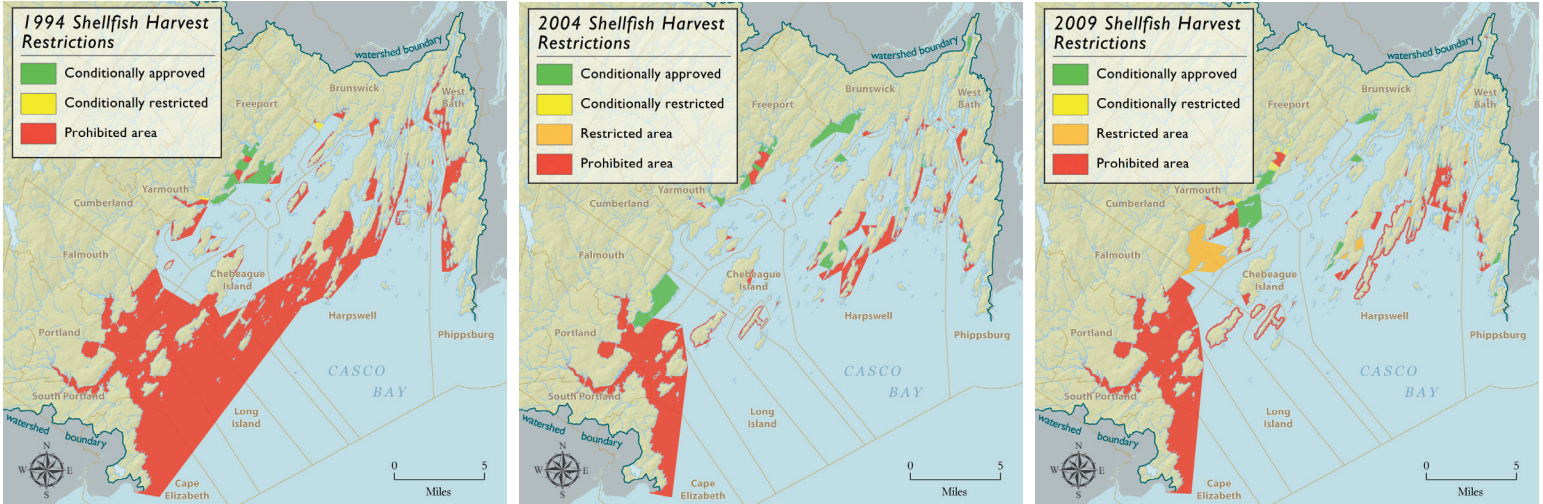 1994 Shellfish Harvest
Restrictions
Conditionally approved
Conditionally restricted
Prohibited area
watershed boundary
Brunswick
Freeport
West
Bath
Yarmouth
Cumberland
Falmouth
Chebeague
Island
Portland
Harpswell
Phippsburg
CASCO
BAY
South Portland
Long
Island
watershed boundary
N
W
E
S
Cape
Elizabeth
0
5
Miles
2004 Shellfish Harvest
Restrictions
Conditionally approved
Conditionally restricted
Restricted area
Prohibited area
watershed boundary
Brunswick
Freeport
West
Bath
Yarmouth
Cumberland
Falmouth
Chebeague
Island
Portland
Harpswell
Phippsburg
CASCO
BAY
South Portland
Long
Island
watershed boundary
N
W
E
S
Cape
Elizabeth
0
5
Miles
2009 Shellfish Harvest
Restrictions
Conditionally approved
Conditionally restricted
Restricted area
Prohibited area
watershed boundary
Brunswick
Freeport
West
Bath
Yarmouth
Cumberland
Falmouth
Chebeague
Island
Portland
Harpswell
Phippsburg
CASCO
BAY
South Portland
Long
Island
watershed boundary
N
W
E
S
Cape
Elizabeth
0
5
Miles